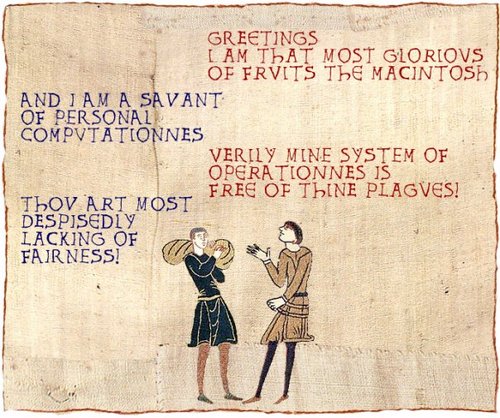 GREETINGS
I AM THAT MOST GLORIOVS
OF FRVITS THE MACINTOSH
AND I AM A SAVANT
OF PERSONAL
COMPVTATIONNES
VERILY MINE SYSTEM OF
OPERATIONNES IS
FREE OF THINE PLAGVES!
THOV ART MOST
DESPISEDLY
LACKING OF
FAIRNESS!